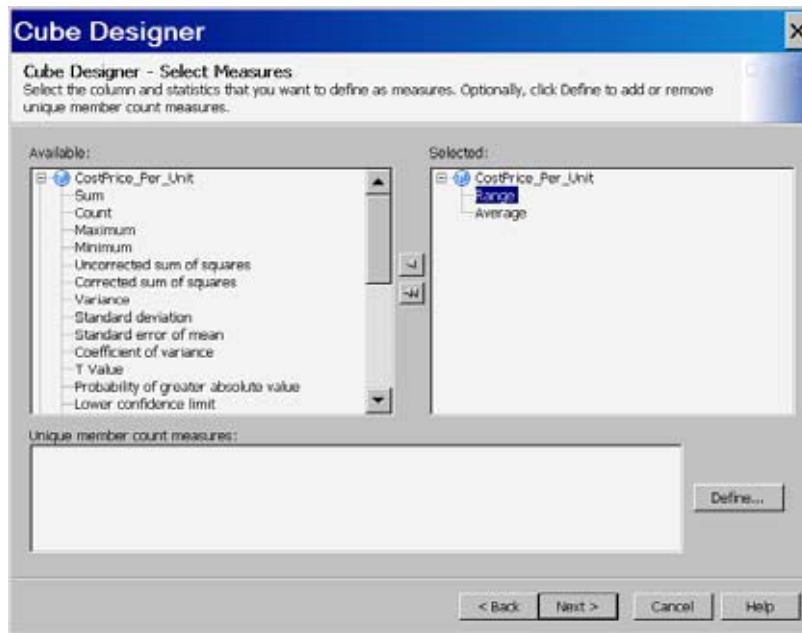 Cube Designer
Cube Designer - Select Measures
Select the column and statistics that you want to define as measures. Optionally, click Define to add or remove
unique member count measures.
Available:
CostPrice_Per_Unit
Sum
Count
Maximum
Minimum
Uncorrected sum of squares
Corrected sum of squares
Variance
Standard deviation
Standard error of mean
Coefficient of variance
T Value
Probability of greater absolute value
Lower confidence limit
Selected:
CostPrice_Per_Unit
Range
Average
Unique member count measures:
Define...
< Back
Next >
Cancel
Help